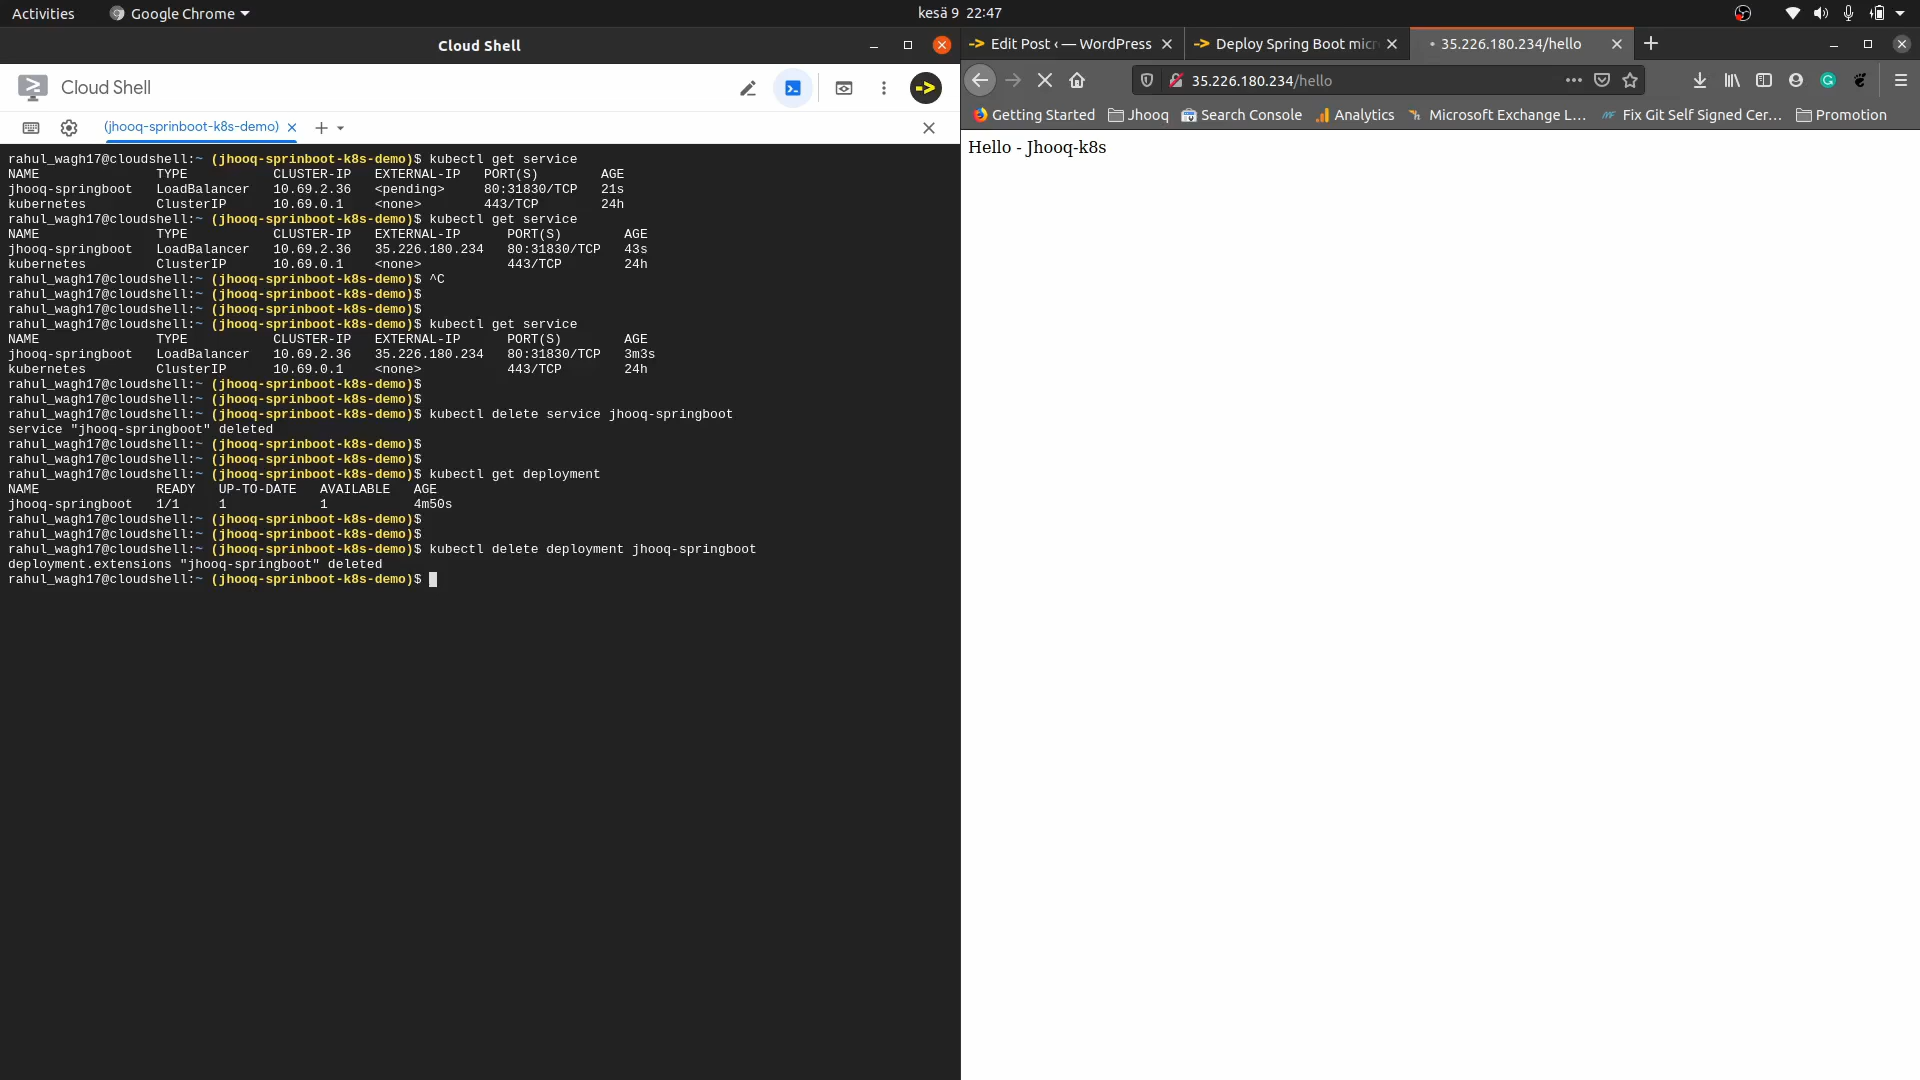 Activities
Google Chrome
kesä 9 22:47
Cloud Shell
Cloud Shell
(jhooq-sprinboot-k8s-demo)
rahul_wagh17@cloudshell:~ (jhooq-sprinboot-k8s-demo)$ kubectl get service
NAME TYPE CLUSTER-IP EXTERNAL-IP PORT(S) AGE
jhooq-springboot LoadBalancer 10.69.2.36 <pending> 80:31830/TCP 21s
kubernetes ClusterIP 10.69.0.1 <none> 443/TCP 24h
rahul_wagh17@cloudshell:~ (jhooq-sprinboot-k8s-demo)$ kubectl get service
NAME TYPE CLUSTER-IP EXTERNAL-IP PORT(S) AGE
jhooq-springboot LoadBalancer 10.69.2.36 35.226.180.234 80:31830/TCP 43s
kubernetes ClusterIP 10.69.0.1 <none> 443/TCP 24h
rahul_wagh17@cloudshell:~ (jhooq-sprinboot-k8s-demo)$ ^C
rahul_wagh17@cloudshell:~ (jhooq-sprinboot-k8s-demo)$
rahul_wagh17@cloudshell:~ (jhooq-sprinboot-k8s-demo)$
rahul_wagh17@cloudshell:~ (jhooq-sprinboot-k8s-demo)$ kubectl get service
NAME TYPE CLUSTER-IP EXTERNAL-IP PORT(S) AGE
jhooq-springboot LoadBalancer 10.69.2.36 35.226.180.234 80:31830/TCP 3m3s
kubernetes ClusterIP 10.69.0.1 <none> 443/TCP 24h
rahul_wagh17@cloudshell:~ (jhooq-sprinboot-k8s-demo)$
rahul_wagh17@cloudshell:~ (jhooq-sprinboot-k8s-demo)$
rahul_wagh17@cloudshell:~ (jhooq-sprinboot-k8s-demo)$ kubectl delete service jhooq-springboot
service "jhooq-springboot" deleted
rahul_wagh17@cloudshell:~ (jhooq-sprinboot-k8s-demo)$
rahul_wagh17@cloudshell:~ (jhooq-sprinboot-k8s-demo)$
rahul_wagh17@cloudshell:~ (jhooq-sprinboot-k8s-demo)$ kubectl get deployment
NAME READY UP-TO-DATE AVAILABLE AGE
jhooq-springboot 1/1 1 1 4m50s
rahul_wagh17@cloudshell:~ (jhooq-sprinboot-k8s-demo)$
rahul_wagh17@cloudshell:~ (jhooq-sprinboot-k8s-demo)$
rahul_wagh17@cloudshell:~ (jhooq-sprinboot-k8s-demo)$ kubectl delete deployment jhooq-springboot
deployment.extensions "jhooq-springboot" deleted
rahul_wagh17@cloudshell:~ (jhooq-sprinboot-k8s-demo)$
Edit Post ‹ — WordPress
Deploy Spring Boot micr
35.226.180.234/hello
35.226.180.234/hello
Getting Started
Jhooq
Search Console
Analytics
Microsoft Exchange L...
Fix Git Self Signed Cer...
Promotion
Hello - Jhooq-k8s